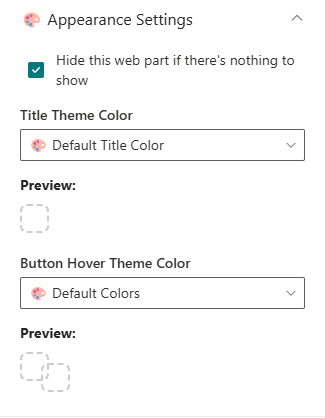 Appearance Settings
Hide this web part if there's nothing to
show
Title Theme Color
Default Title Color
Preview:
Button Hover Theme Color
Default Colors
Preview: